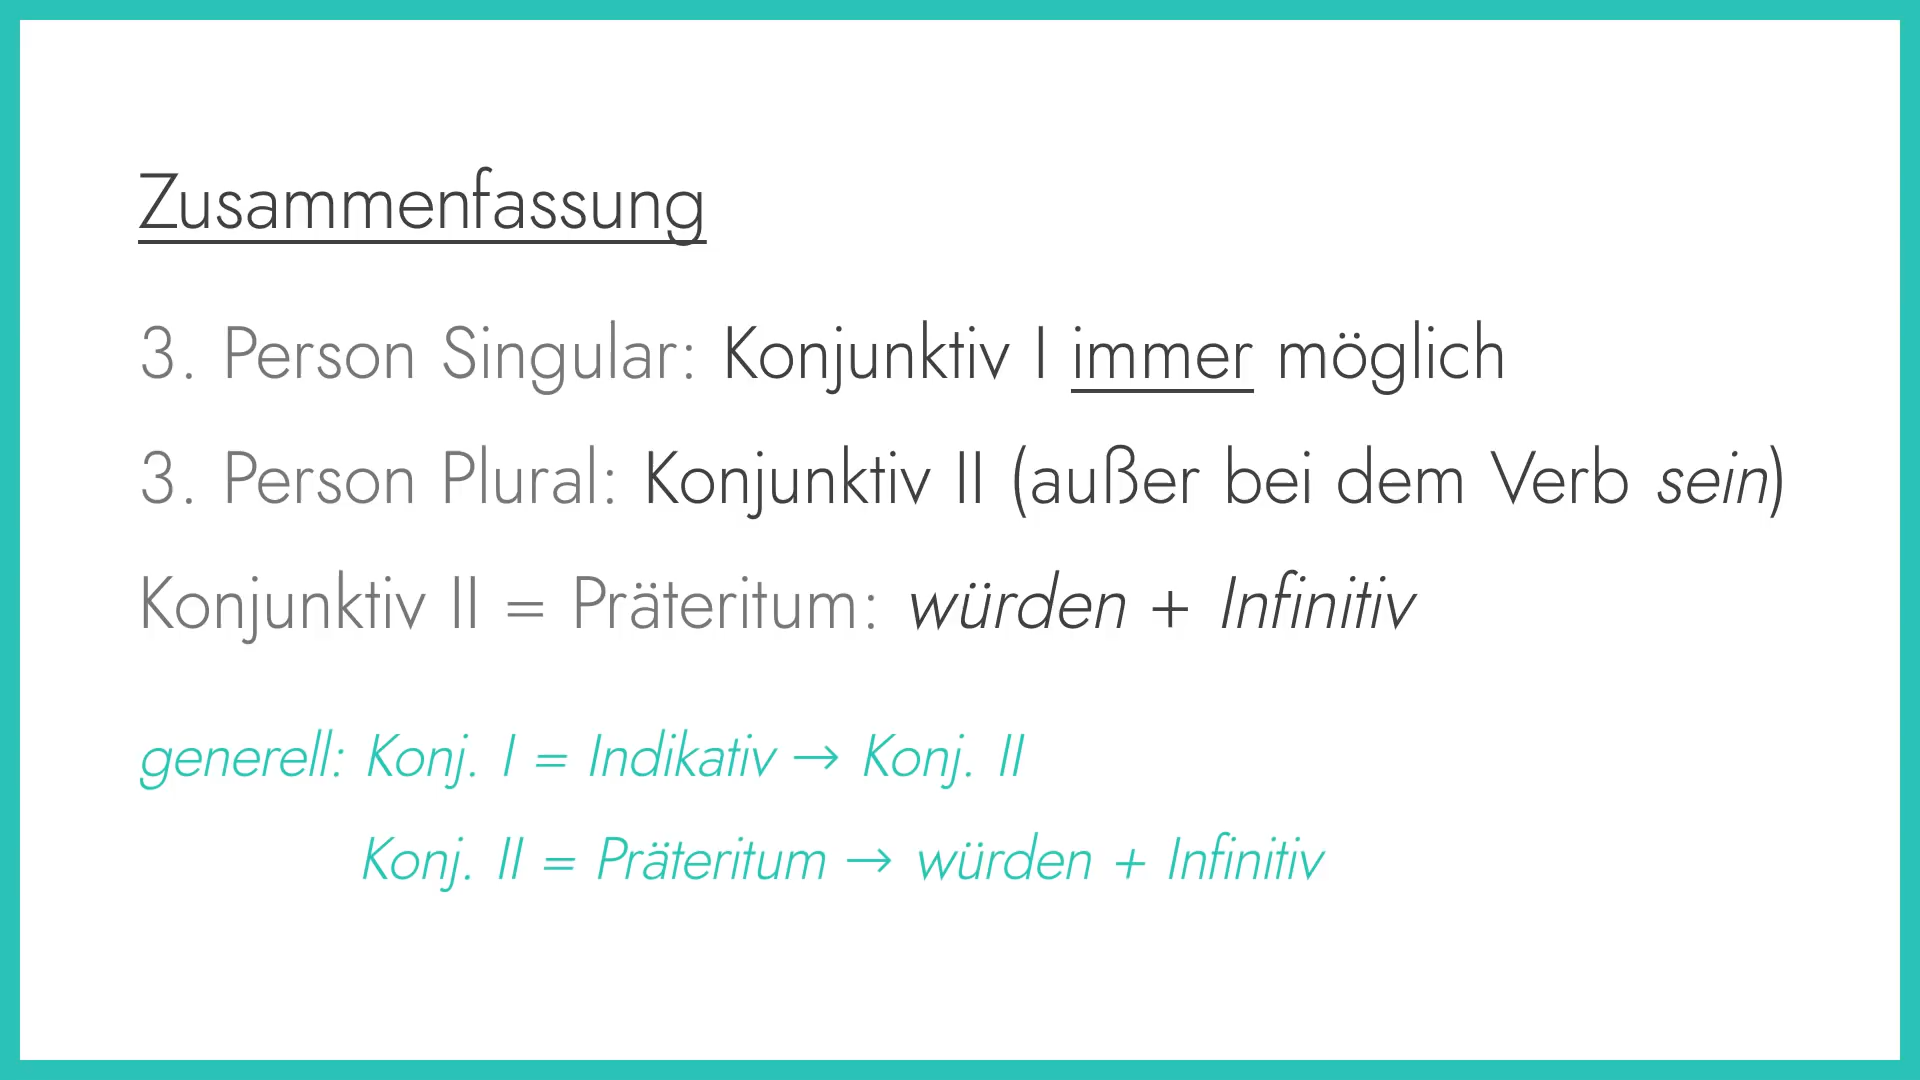 Zusammenfassung
3. Person Singular: Konjunktiv I immer möglich
3. Person Plural: Konjunktiv II (außer bei dem Verb sein)
Konjunktiv II = Präteritum: würden + Infinitiv
generell: Konj. I = Indikativ → Konj. II
Konj. II = Präteritum → würden + Infinitiv